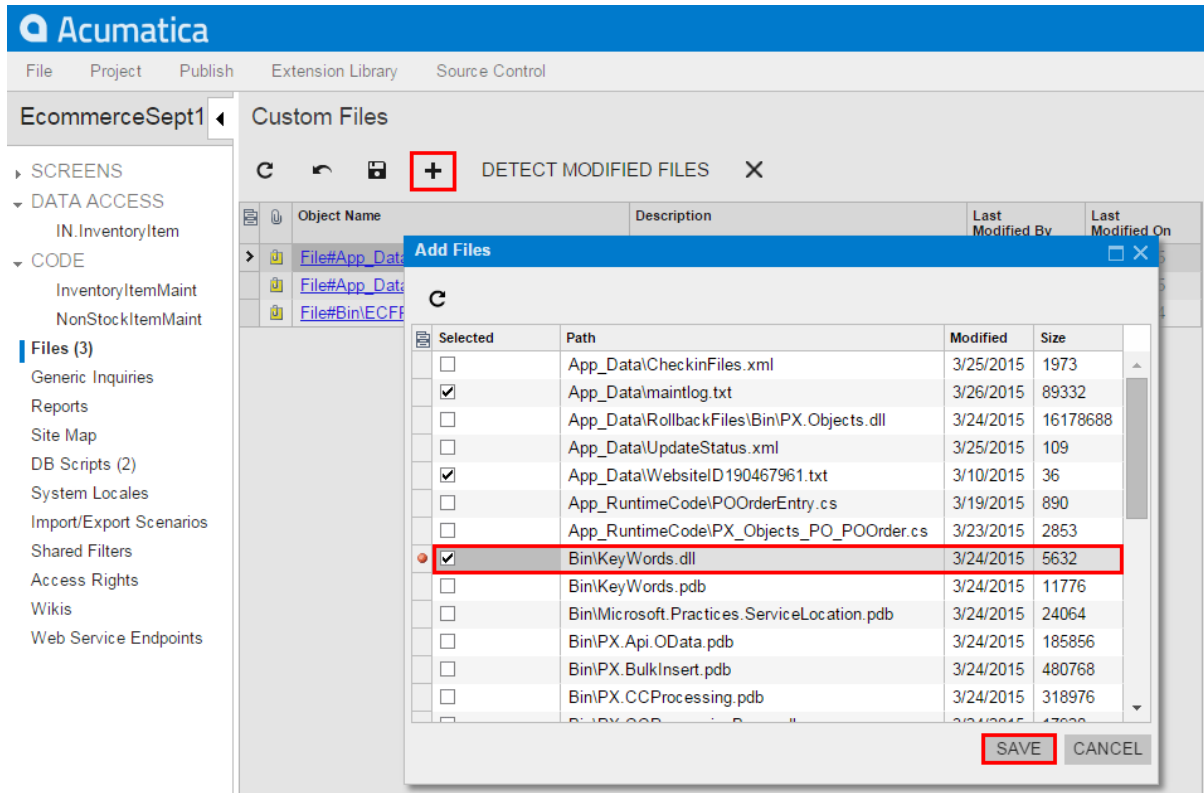 Acumatica
File Project Publish Extension Library Source Control
EcommerceSept1
Custom Files
SCREENS
DATA ACCESS
IN.InventoryItem
CODE
InventoryItemMaint
NonStockItemMaint
Files (3)
Generic Inquiries
Reports
Site Map
DB Scripts (2)
System Locales
Import/Export Scenarios
Shared Filters
Access Rights
Wikis
Web Service Endpoints
DETECT MODIFIED FILES
Object Name Description Last Modified By Last Modified On
File#App_Data
File#App_Data
File#Bin\ECFP
Add Files
Selected Path Modified Size
App_Data\CheckinFiles.xml 3/25/2015 1973
App_Data\maintlog.txt 3/26/2015 89332
App_Data\RollbackFiles\Bin\PX.Objects.dll 3/24/2015 16178688
App_Data\UpdateStatus.xml 3/25/2015 109
App_Data\WebsiteID190467961.txt 3/10/2015 36
App_RuntimeCode\POOrderEntry.cs 3/19/2015 890
App_RuntimeCode\PX_Objects_PO_POOrder.cs 3/23/2015 2853
Bin\KeyWords.dll 3/24/2015 5632
Bin\KeyWords.pdb 3/24/2015 11776
Bin\Microsoft.Practices.ServiceLocation.pdb 3/24/2015 24064
Bin\PX.Api.OData.pdb 3/24/2015 185856
Bin\PX.BulkInsert.pdb 3/24/2015 480768
Bin\PX.CCProcessing.pdb 3/24/2015 318976
SAVE CANCEL